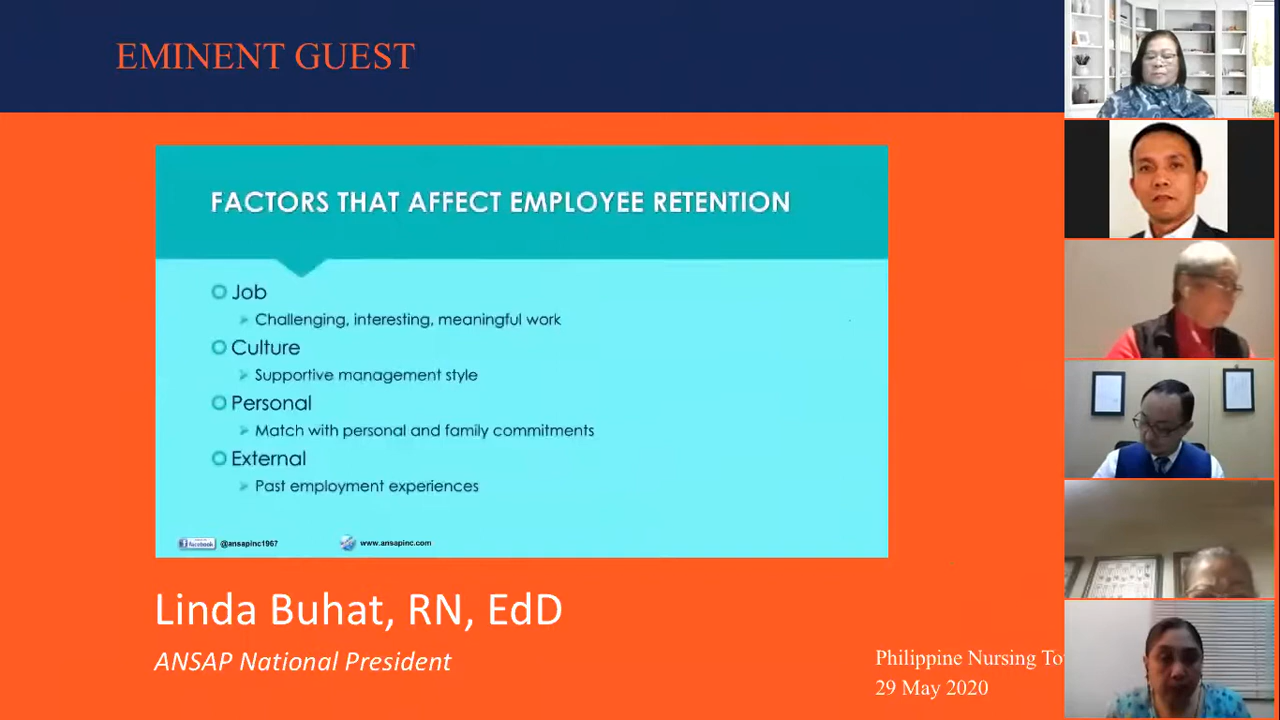 EMINENT GUEST
FACTORS THAT AFFECT EMPLOYEE RETENTION
Job
Challenging, interesting, meaningful work
Culture
Supportive management style
Personal
Match with personal and family commitments
External
Past employment experiences
facebook @ansapinc1967 www.ansapinc.com
Linda Buhat, RN, EdD
ANSAP National President
Philippine Nursing
29 May 2020